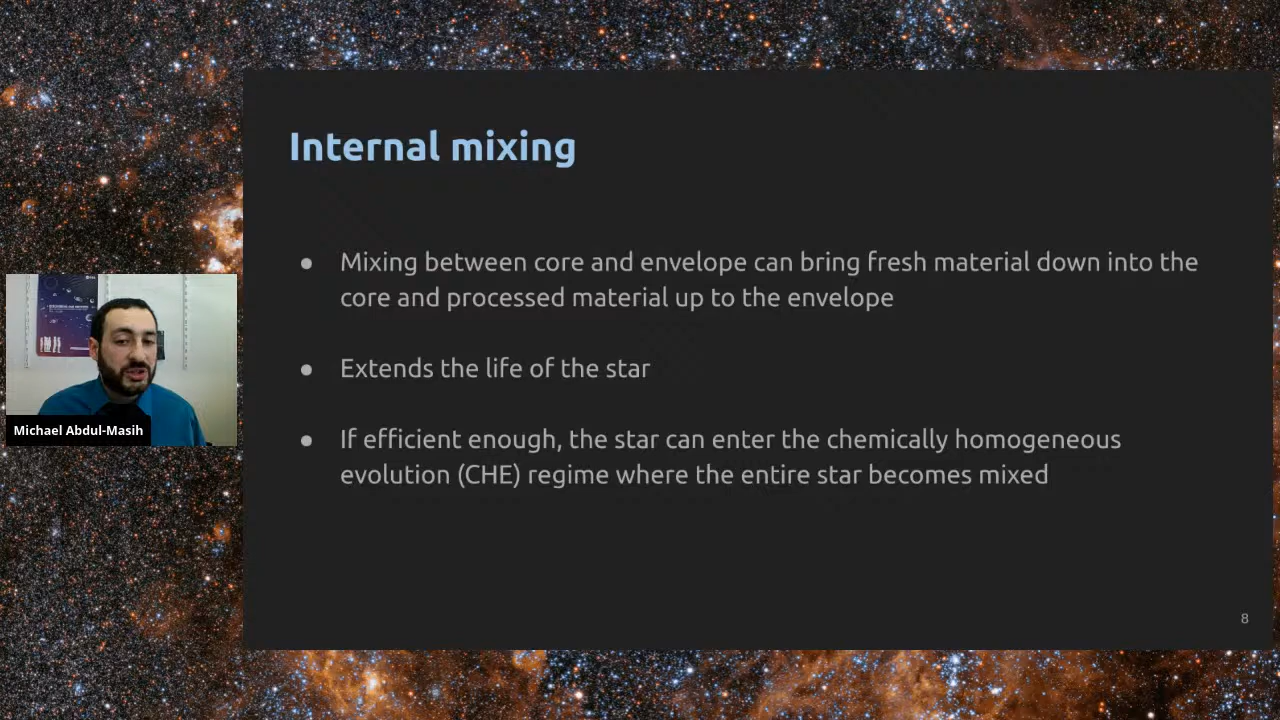 Internal mixing
● Mixing between core and envelope can bring fresh material down into the
core and processed material up to the envelope
● Extends the life of the star
● If efficient enough, the star can enter the chemically homogeneous
evolution (CHE) regime where the entire star becomes mixed
Michael Abdul-Masih
8